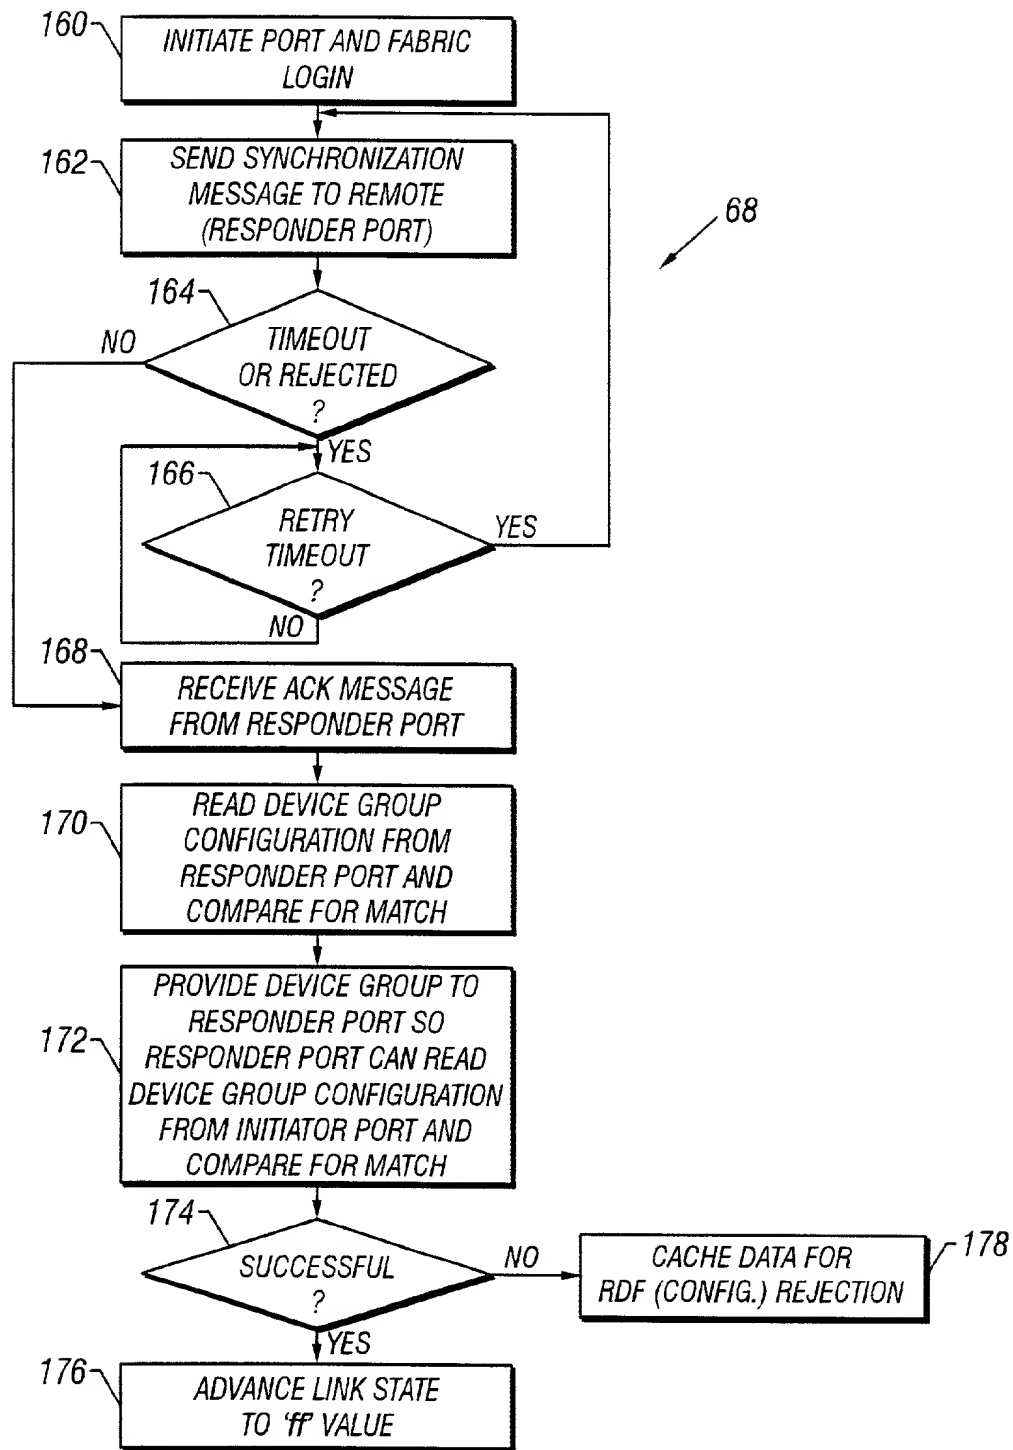 160
INITIATE PORT AND FABRIC
LOGIN
162
SEND SYNCHRONIZATION
MESSAGE TO REMOTE
(RESPONDER PORT)
68
164
NO
TIMEOUT
OR REJECTED
?
YES
166
RETRY
TIMEOUT
?
YES
NO
168
RECEIVE ACK MESSAGE
FROM RESPONDER PORT
170
READ DEVICE GROUP
CONFIGURATION FROM
RESPONDER PORT AND
COMPARE FOR MATCH
172
PROVIDE DEVICE GROUP TO
RESPONDER PORT SO
RESPONDER PORT CAN READ
DEVICE GROUP CONFIGURATION
FROM INITIATOR PORT AND
COMPARE FOR MATCH
174
SUCCESSFUL
?
NO
YES
CACHE DATA FOR
RDF (CONFIG.) REJECTION
178
176
ADVANCE LINK STATE
TO 'ff' VALUE